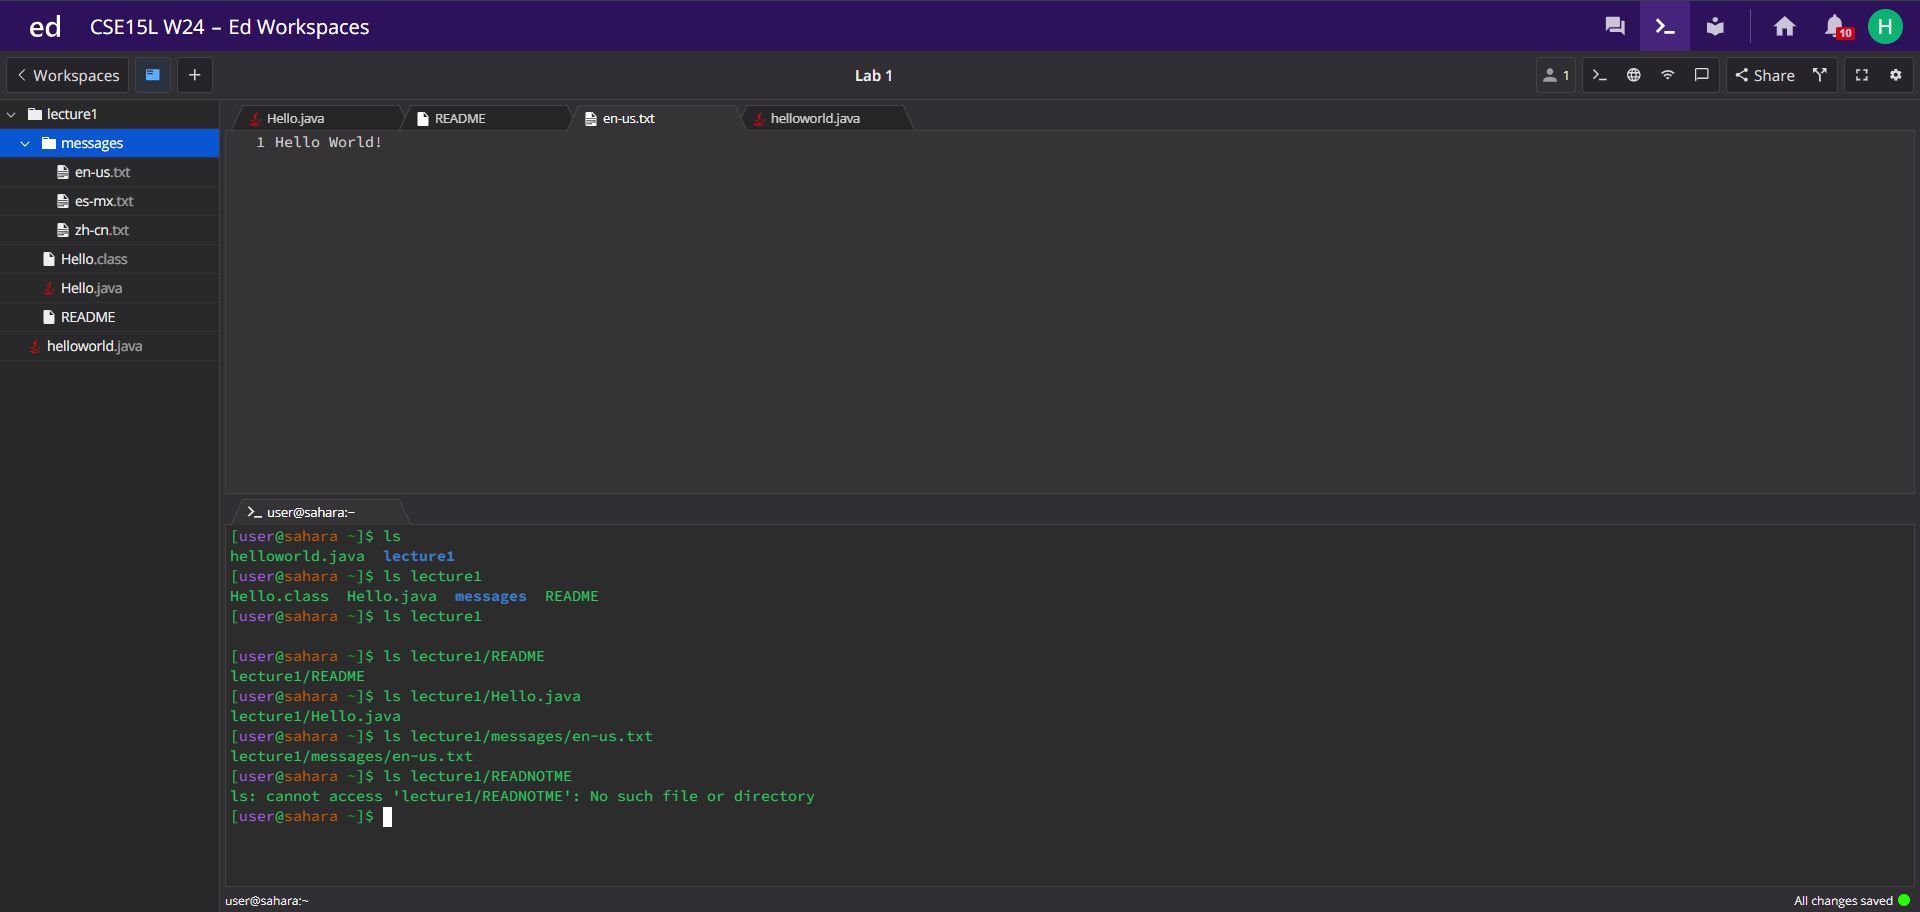 ed CSE15L W24 – Ed Workspaces 10 H
Workspaces + Lab 1 1 Share
lecture1
messages
en-us.txt
es-mx.txt
zh-cn.txt
Hello.class
Hello.java
README
helloworld.java
Hello.java README en-us.txt helloworld.java
1 Hello World!
>_ user@sahara:~
[user@sahara ~]$ ls
helloworld.java lecture1
[user@sahara ~]$ ls lecture1
Hello.class Hello.java messages README
[user@sahara ~]$ ls lecture1
[user@sahara ~]$ ls lecture1/README
lecture1/README
[user@sahara ~]$ ls lecture1/Hello.java
lecture1/Hello.java
[user@sahara ~]$ ls lecture1/messages/en-us.txt
lecture1/messages/en-us.txt
[user@sahara ~]$ ls lecture1/READNOTME
ls: cannot access 'lecture1/READNOTME': No such file or directory
[user@sahara ~]$
user@sahara:~ All changes saved